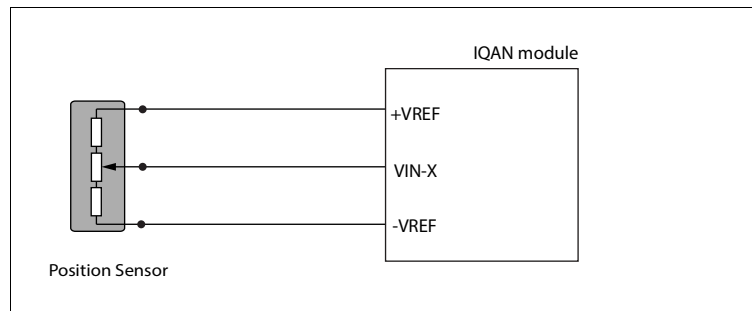 IQAN module
+VREF
VIN-X
-VREF
Position Sensor